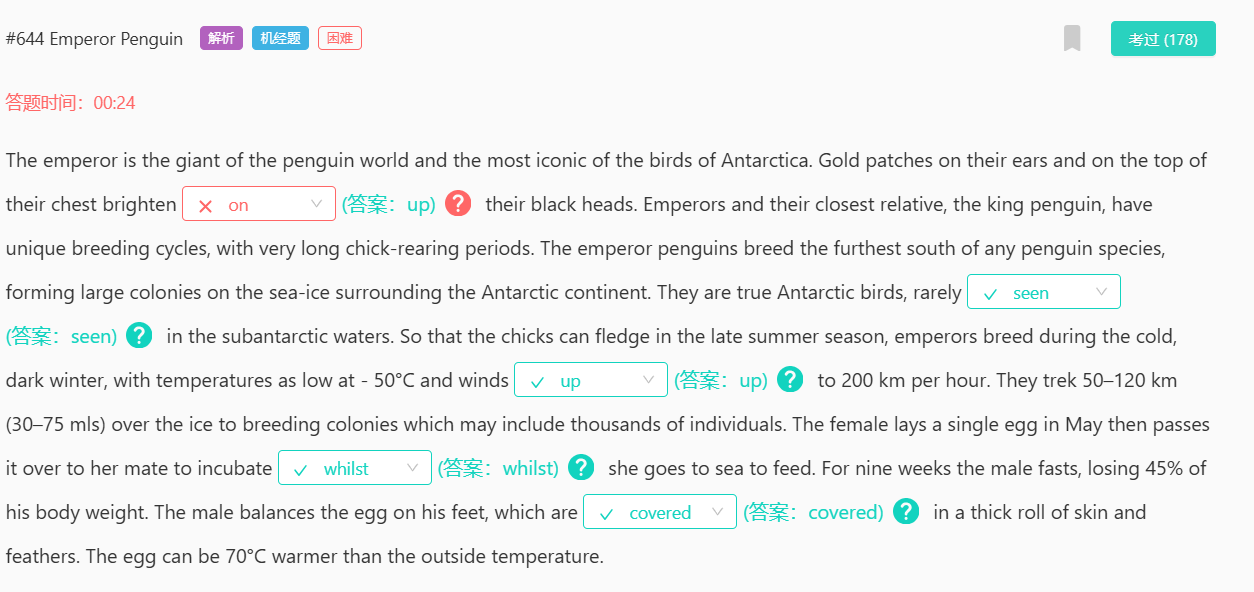 #644 Emperor Penguin 解析 机经题 困难 考过 (178)
答题时间：00:24
The emperor is the giant of the penguin world and the most iconic of the birds of Antarctica. Gold patches on their ears and on the top of
their chest brighten on (答案：up) ? their black heads. Emperors and their closest relative, the king penguin, have
unique breeding cycles, with very long chick-rearing periods. The emperor penguins breed the furthest south of any penguin species,
forming large colonies on the sea-ice surrounding the Antarctic continent. They are true Antarctic birds, rarely seen
(答案：seen) ? in the subantarctic waters. So that the chicks can fledge in the late summer season, emperors breed during the cold,
dark winter, with temperatures as low at - 50°C and winds up (答案：up) ? to 200 km per hour. They trek 50–120 km
(30–75 mls) over the ice to breeding colonies which may include thousands of individuals. The female lays a single egg in May then passes
it over to her mate to incubate whilst (答案：whilst) ? she goes to sea to feed. For nine weeks the male fasts, losing 45% of
his body weight. The male balances the egg on his feet, which are covered (答案：covered) ? in a thick roll of skin and
feathers. The egg can be 70°C warmer than the outside temperature.